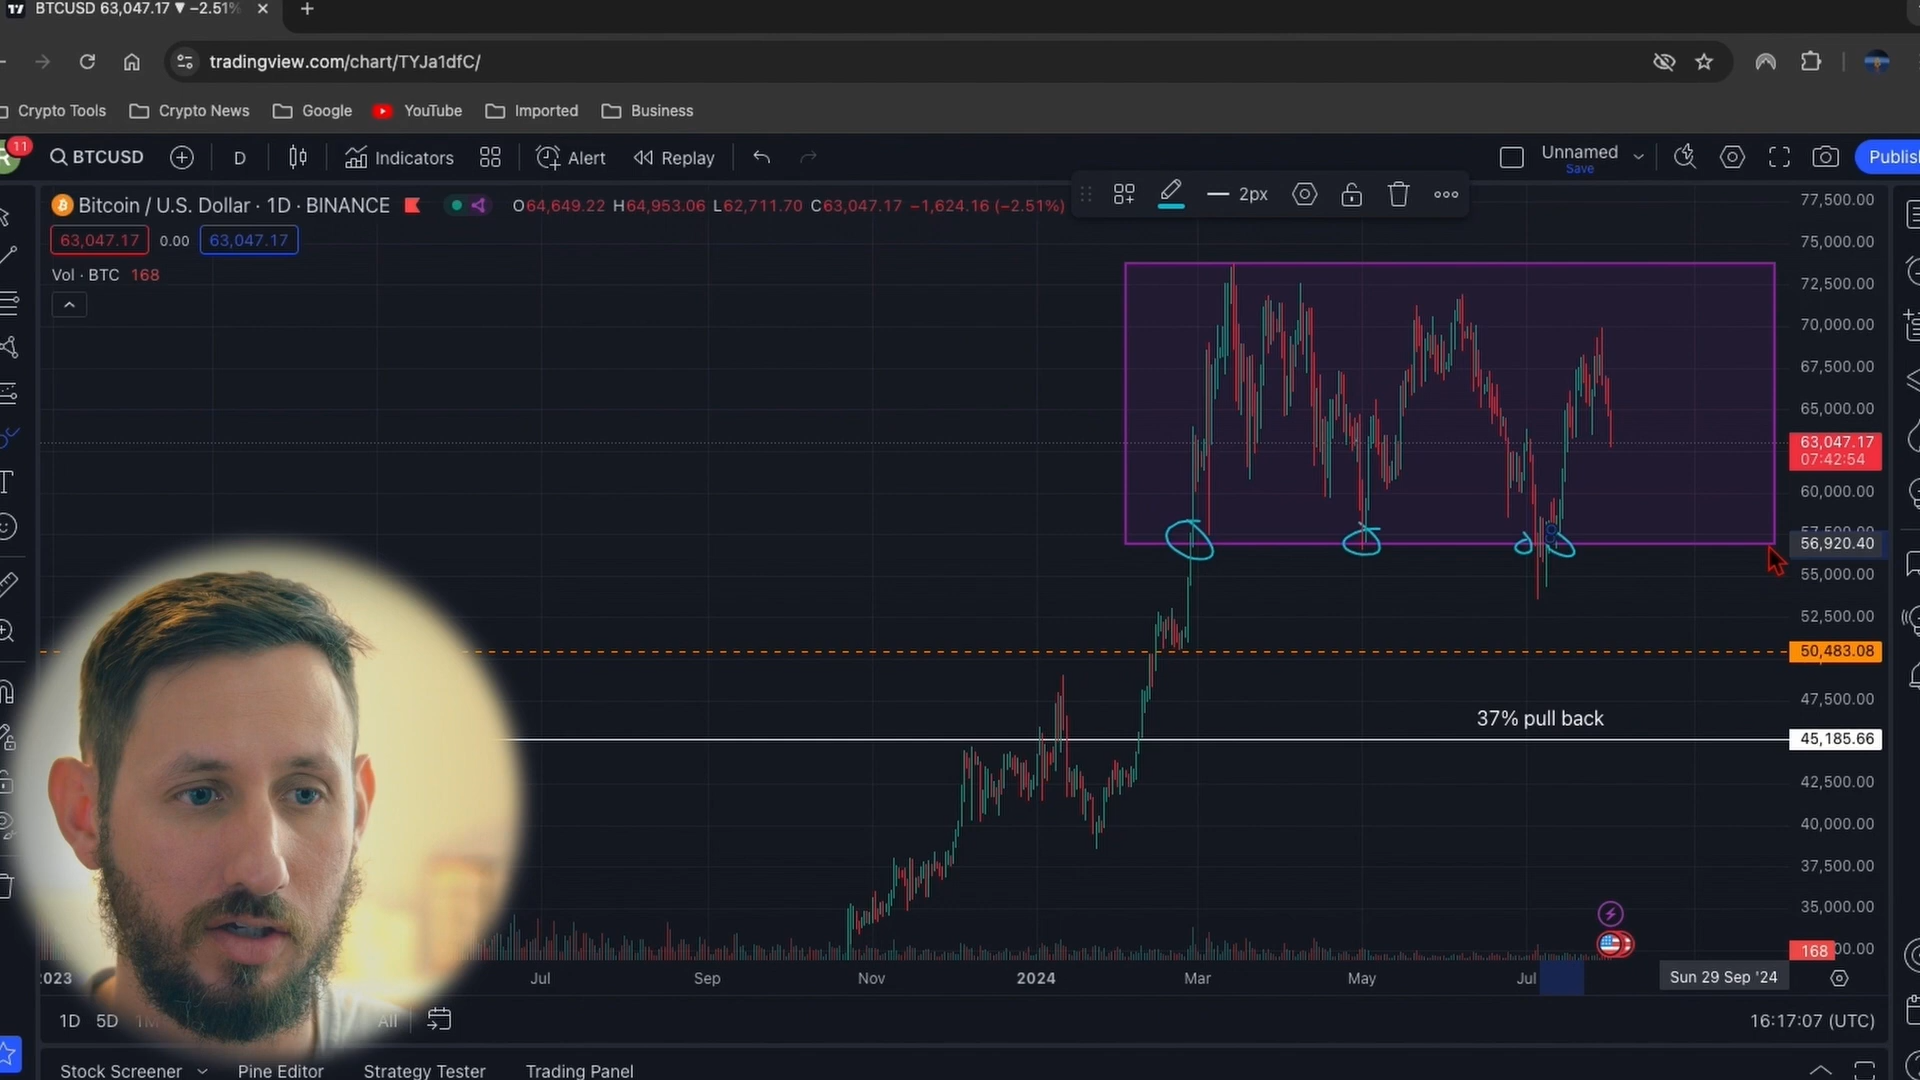 BTCUSD 63,047.17 ▼ −2.51%
tradingview.com/chart/TYJa1dfC/
Crypto Tools Crypto News Google YouTube Imported Business
11 BTCUSD D Indicators Alert Replay Unnamed Save Publish
Bitcoin / U.S. Dollar · 1D · BINANCE O64,649.22 H64,953.06 L62,711.70 C63,047.17 −1,624.16 (−2.51%)
2px
63,047.17 0.00 63,047.17
Vol · BTC 168
77,500.00
75,000.00
72,500.00
70,000.00
67,500.00
65,000.00
63,047.17
07:42:54
60,000.00
57,500.00
56,920.40
55,000.00
52,500.00
50,483.08
47,500.00
37% pull back
45,185.66
42,500.00
40,000.00
37,500.00
35,000.00
168
2023 Jul Sep Nov 2024 Mar May Jul Sun 29 Sep '24
1D 5D 1M All 16:17:07 (UTC)
Stock Screener Pine Editor Strategy Tester Trading Panel